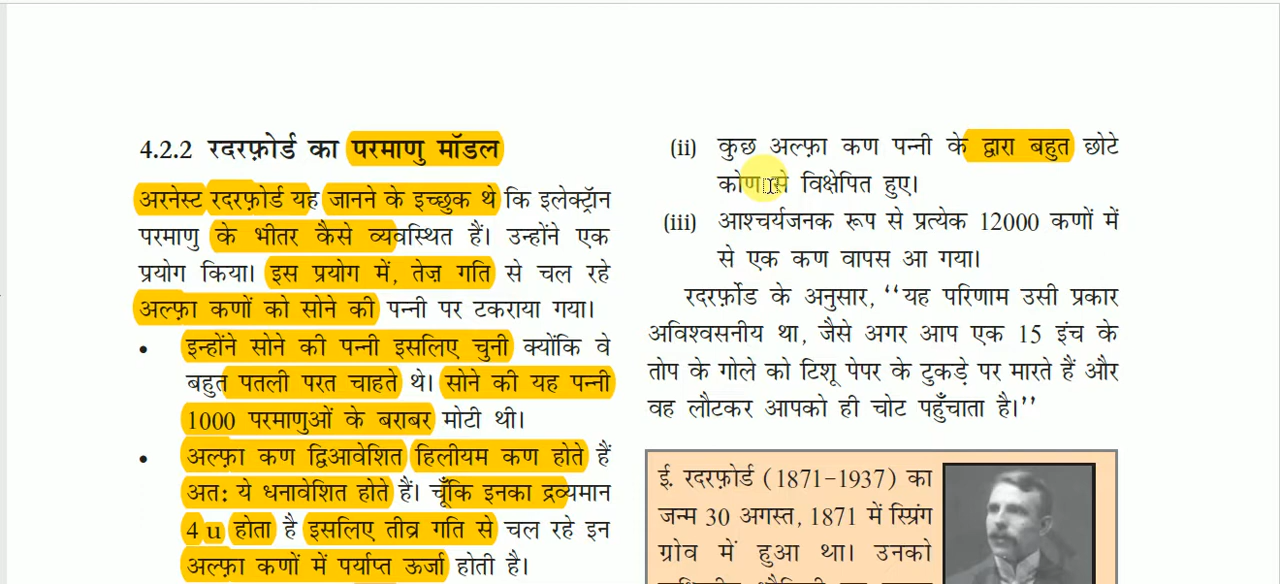 4.2.2 रदरफ़ोर्ड का परमाणु मॉडल
अरनेस्ट रदरफ़ोर्ड यह जानने के इच्छुक थे कि इलेक्ट्रॉन
परमाणु के भीतर कैसे व्यवस्थित हैं। उन्होंने एक
प्रयोग किया। इस प्रयोग में, तेज़ गति से चल रहे
अल्फ़ा कणों को सोने की पन्नी पर टकराया गया।
• इन्होंने सोने की पन्नी इसलिए चुनी क्योंकि वे
बहुत पतली परत चाहते थे। सोने की यह पन्नी
1000 परमाणुओं के बराबर मोटी थी।
• अल्फ़ा कण द्विआवेशित हिलीयम कण होते हैं
अत: ये धनावेशित होते हैं। चूँकि इनका द्रव्यमान
4 u होता है इसलिए तीव्र गति से चल रहे इन
अल्फ़ा कणों में पर्याप्त ऊर्जा होती है।
(ii) कुछ अल्फ़ा कण पन्नी के द्वारा बहुत छोटे
कोण से विक्षेपित हुए।
(iii) आश्चर्यजनक रूप से प्रत्येक 12000 कणों में
से एक कण वापस आ गया।
रदरर्फ़ोड के अनुसार, ‘‘यह परिणाम उसी प्रकार
अविश्वसनीय था, जैसे अगर आप एक 15 इंच के
तोप के गोले को टिशू पेपर के टुकड़े पर मारते हैं और
वह लौटकर आपको ही चोट पहुँचाता है।’’
ई. रदरफ़ोर्ड (1871-1937) का
जन्म 30 अगस्त, 1871 में स्प्रिंग
ग्रोव में हुआ था। उनको